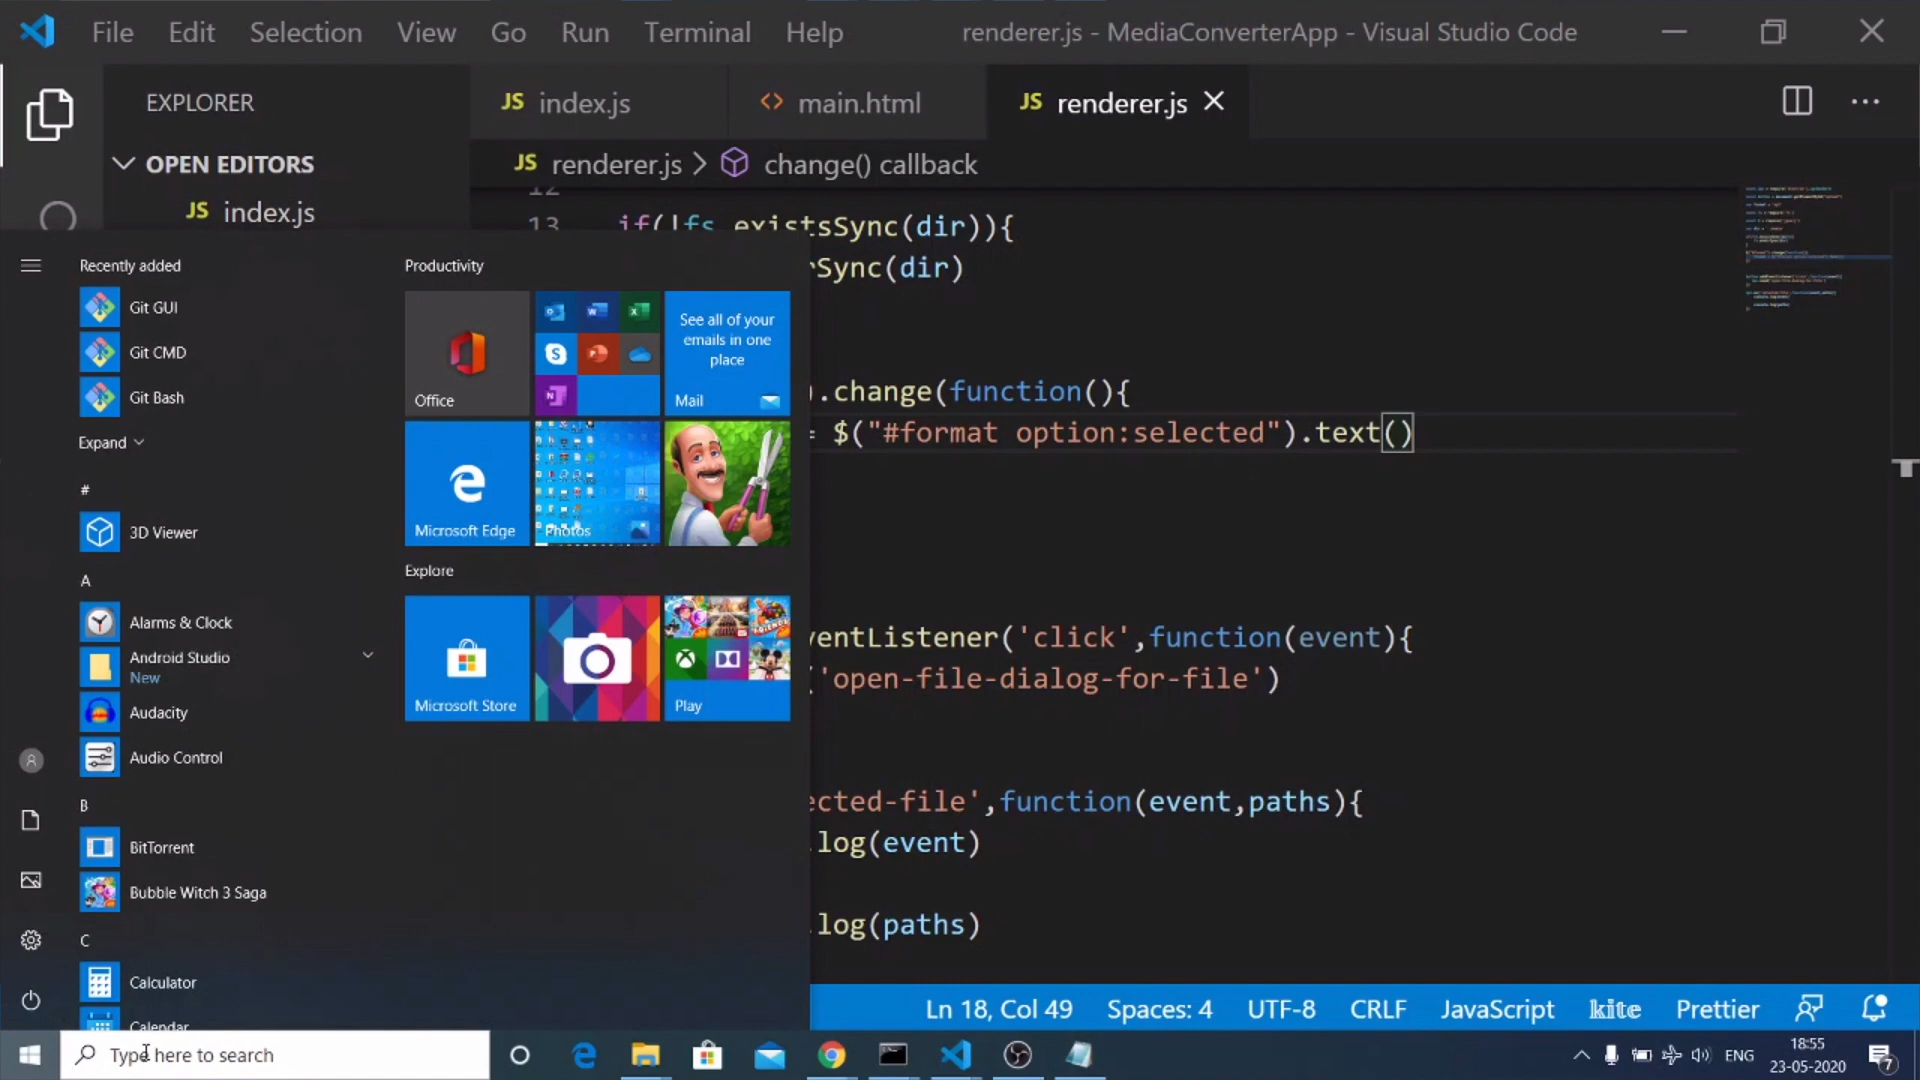 File Edit Selection View Go Run Terminal Help renderer.js - MediaConverterApp - Visual Studio Code
EXPLORER
JS index.js
<> main.html
JS renderer.js
OPEN EDITORS
JS index.js
JS renderer.js > change() callback
12
13 if(!fs existsSync(dir)){
rSync(dir)
).change(function(){
= $("#format option:selected").text()
ventListener('click',function(event){
('open-file-dialog-for-file')
ected-file',function(event,paths){
.log(event)
.log(paths)
Recently added
Git GUI
Git CMD
Git Bash
Expand
#
3D Viewer
A
Alarms & Clock
Android Studio
New
Audacity
Audio Control
B
BitTorrent
Bubble Witch 3 Saga
C
Calculator
Calendar
Productivity
Office
See all of your
emails in one
place
Mail
Microsoft Edge
Photos
Explore
Microsoft Store
Play
Ln 18, Col 49 Spaces: 4 UTF-8 CRLF JavaScript kite Prettier
Type here to search
ENG
18:55
23-05-2020
7